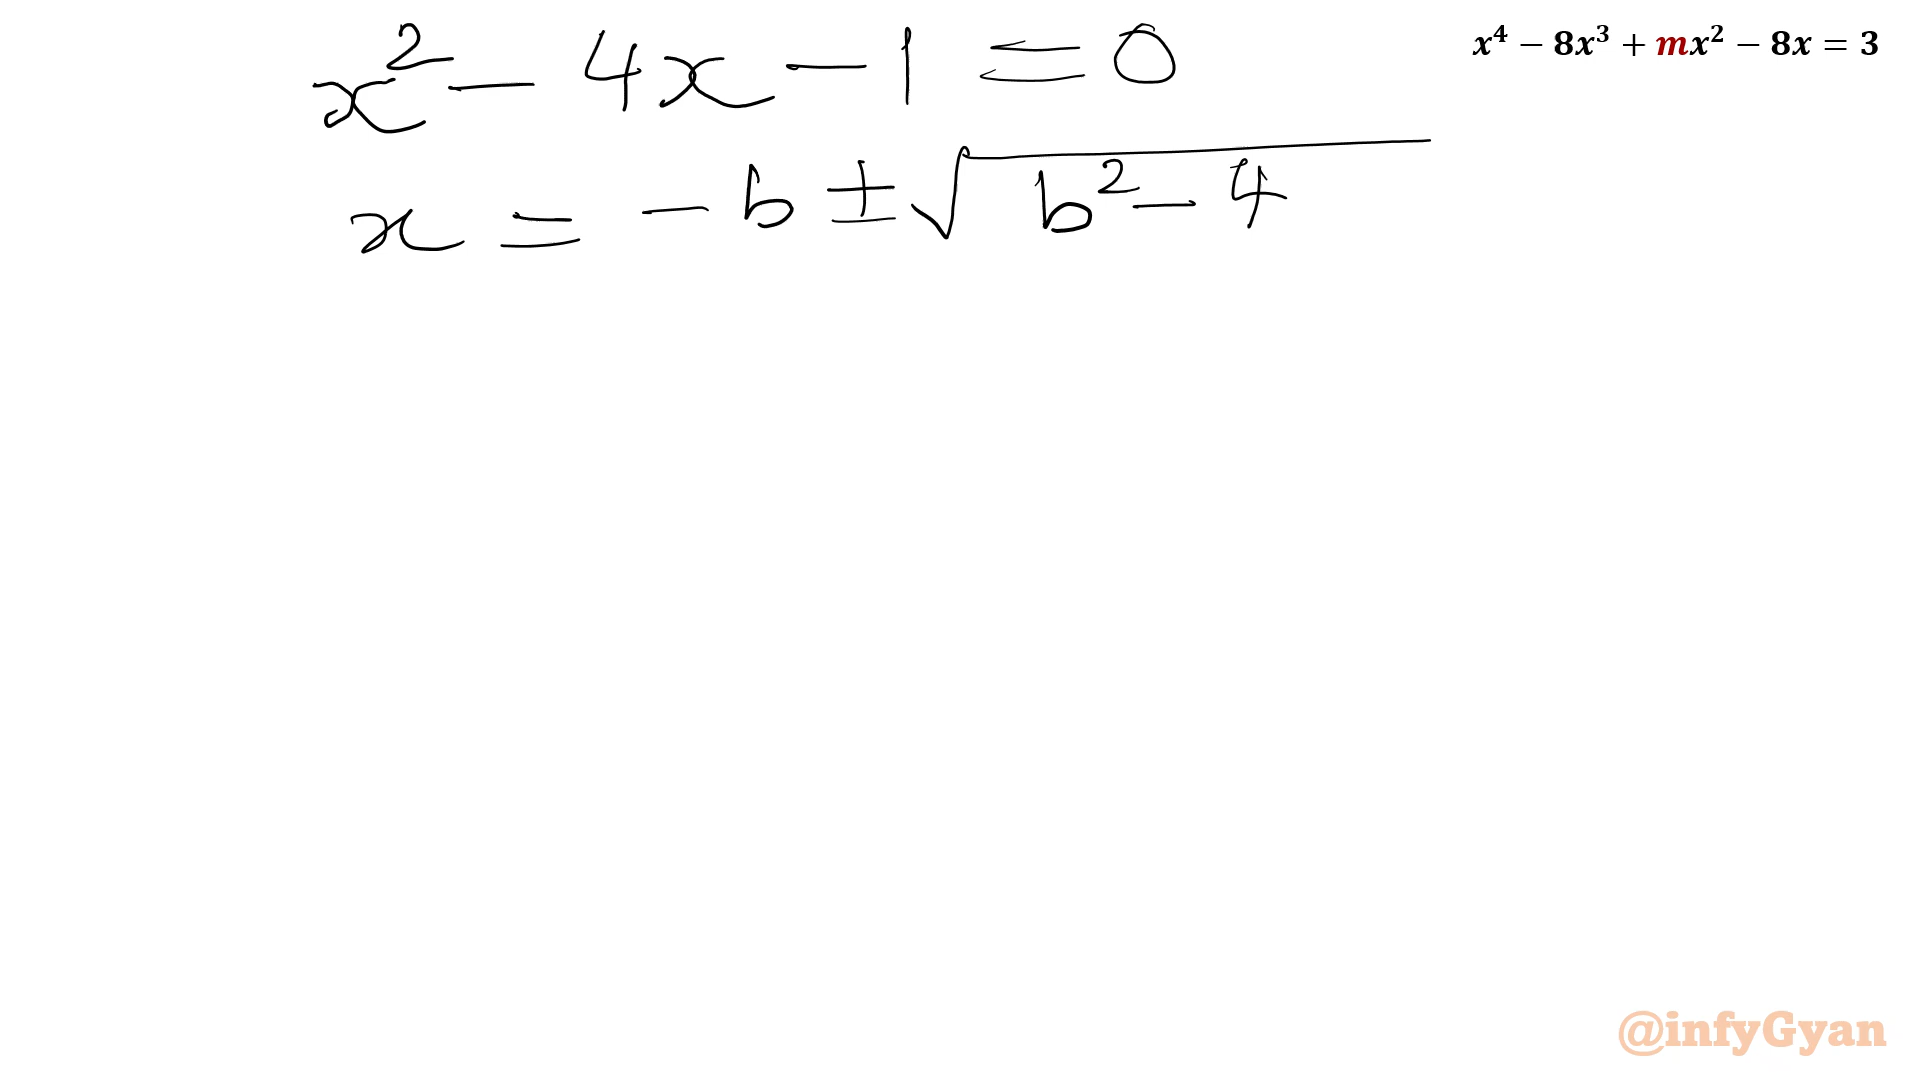 x² - 4x - 1 = 0
x⁴ − 8x³ + mx² − 8x = 3
x = - b ± √b² - 4
@infyGyan